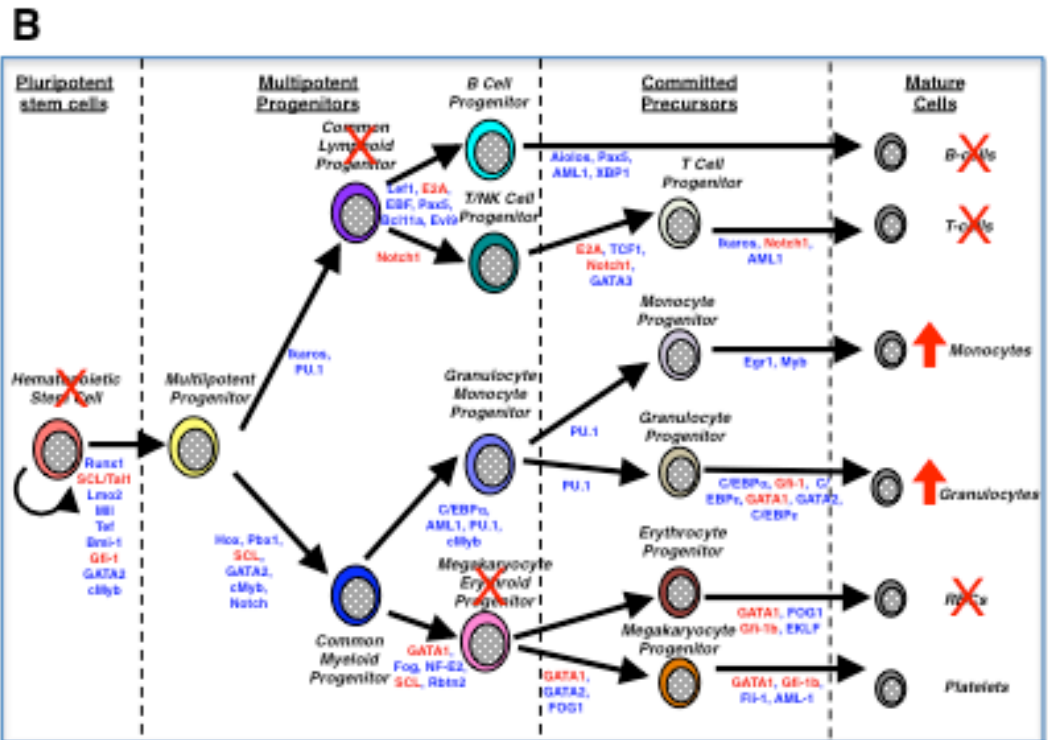 B
Pluripotent
stem cells
Multipotent
Progenitors
B Cell
Progenitor
Committed
Precursors
Mature
Cells
Common
Lymphoid
Progenitor
Lef1, E2A,
EBF, Pax5,
Bcl11a, Evi9
T/NK Cell
Progenitor
Aiolos, Pax5,
AML1, XBP1
T Cell
Progenitor
B-cells
Notch1
E2A, TCF1,
Notch1,
GATA3
Ikaros, Notch1,
AML1
T-cells
Ikaros,
PU.1
Monocyte
Progenitor
Egr1, Myb
Monocytes
Hematopoietic
Stem Cell
Multilpotent
Progenitor
Granulocyte
Monocyte
Progenitor
PU.1
PU.1
Granulocyte
Progenitor
C/EBPα, Gfi-1, C/
EBPε, GATA1, GATA2,
C/EBPε
Granulocytes
Runx1
SCL/Tal1
Lmo2
Mll
Tel
Bmi-1
Gfi-1
GATA2
cMyb
Hox, Pbx1,
SCL,
GATA2,
cMyb,
Notch
C/EBPα,
AML1, PU.1,
cMyb
Erythrocyte
Progenitor
Megakaryocyte
Erythroid
Progenitor
GATA1, FOG1
Gfi-1b, EKLF
RBCs
Common
Myeloid
Progenitor
GATA1,
Fog, NF-E2,
SCL, Rbtn2
Megakaryocyte
Progenitor
GATA1,
GATA2,
FOG1
GATA1, Gfi-1b,
Fli-1, AML-1
Platelets